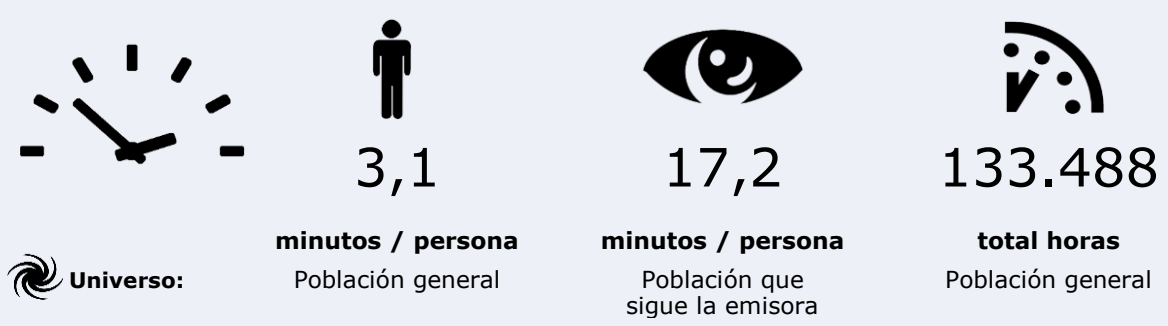 3,1
17,2
133.488
minutos / persona
minutos / persona
total horas
Universo:
Población general
Población que
sigue la emisora
Población general